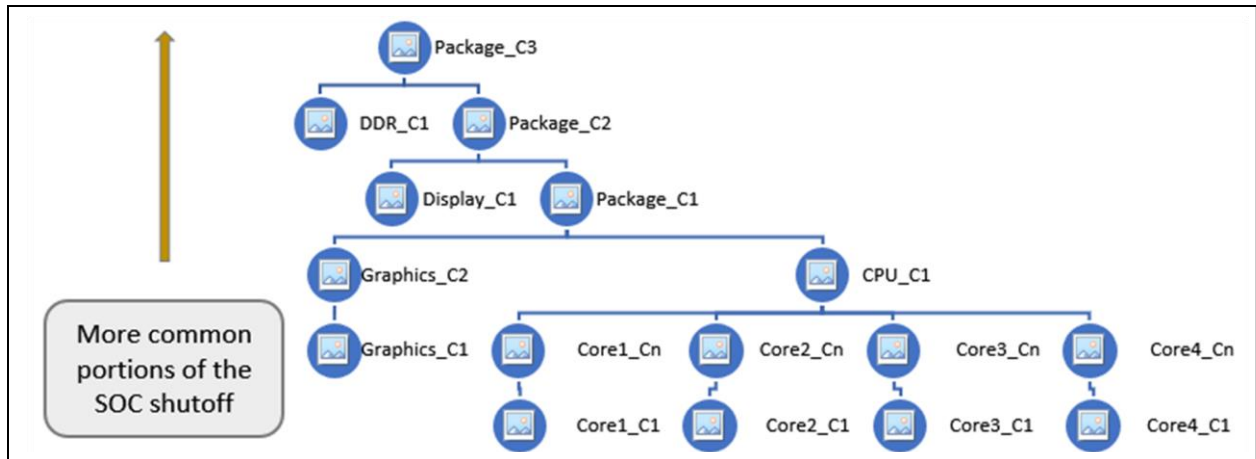 Package_C3
DDR_C1
Package_C2
Display_C1
Package_C1
Graphics_C2
CPU_C1
More common
portions of the
SOC shutoff
Graphics_C1
Core1_Cn
Core2_Cn
Core3_Cn
Core4_Cn
Core1_C1
Core2_C1
Core3_C1
Core4_C1